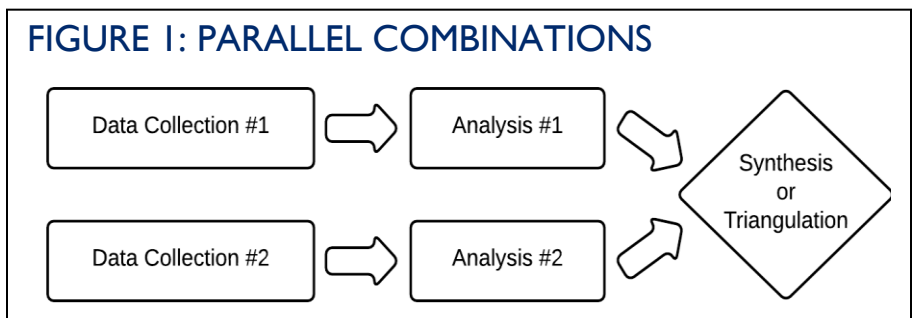 FIGURE 1: PARALLEL COMBINATIONS
Data Collection #1
Analysis #1
Synthesis
or
Triangulation
Data Collection #2
Analysis #2